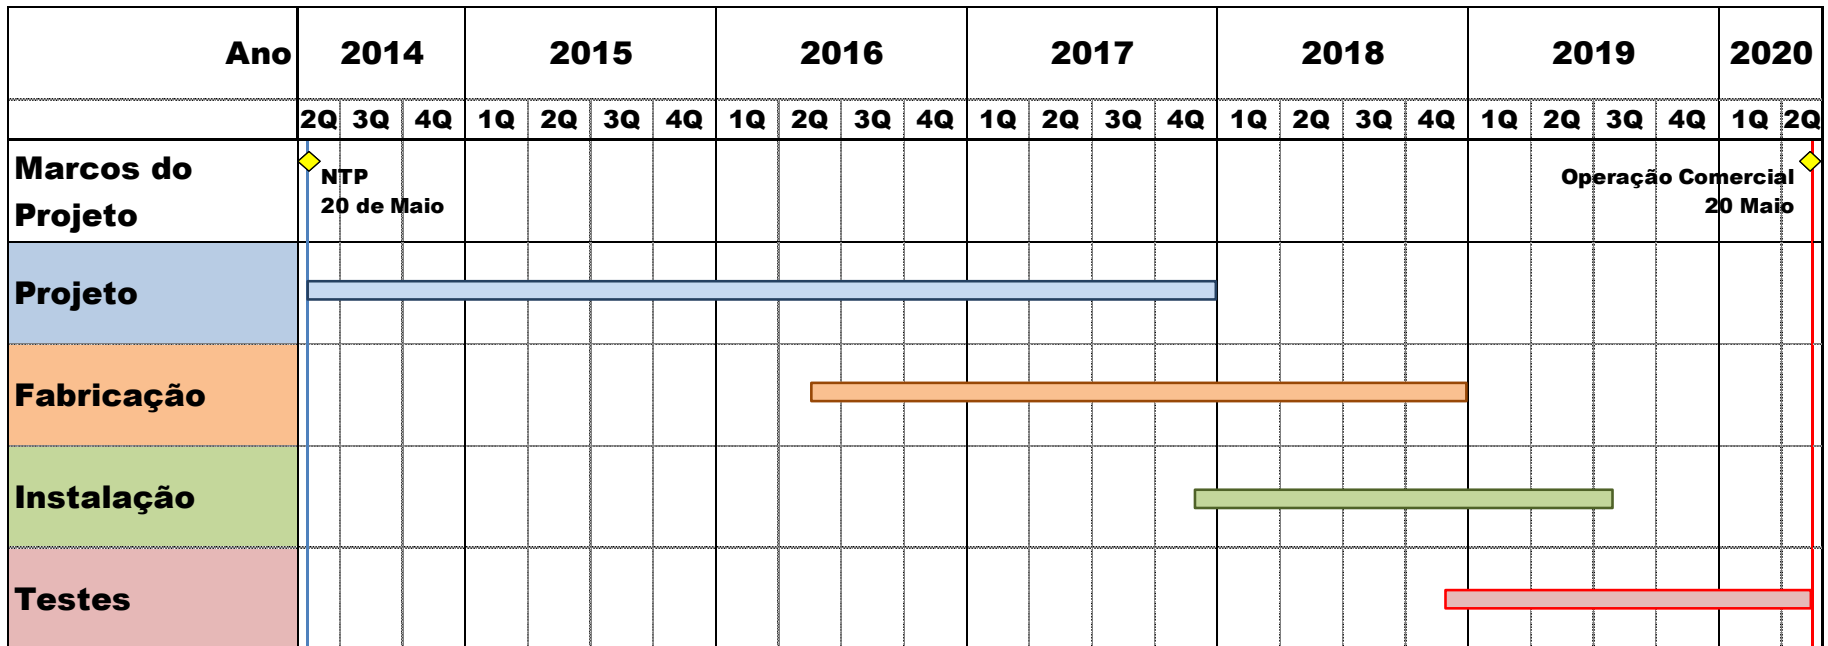 Ano 2014 2015 2016 2017 2018 2019 2020
2Q 3Q 4Q 1Q 2Q 3Q 4Q 1Q 2Q 3Q 4Q 1Q 2Q 3Q 4Q 1Q 2Q 3Q 4Q 1Q 2Q 3Q 4Q 1Q 2Q
Marcos do
Projeto
NTP
20 de Maio
Operação Comercial
20 Maio
Projeto
Fabricação
Instalação
Testes